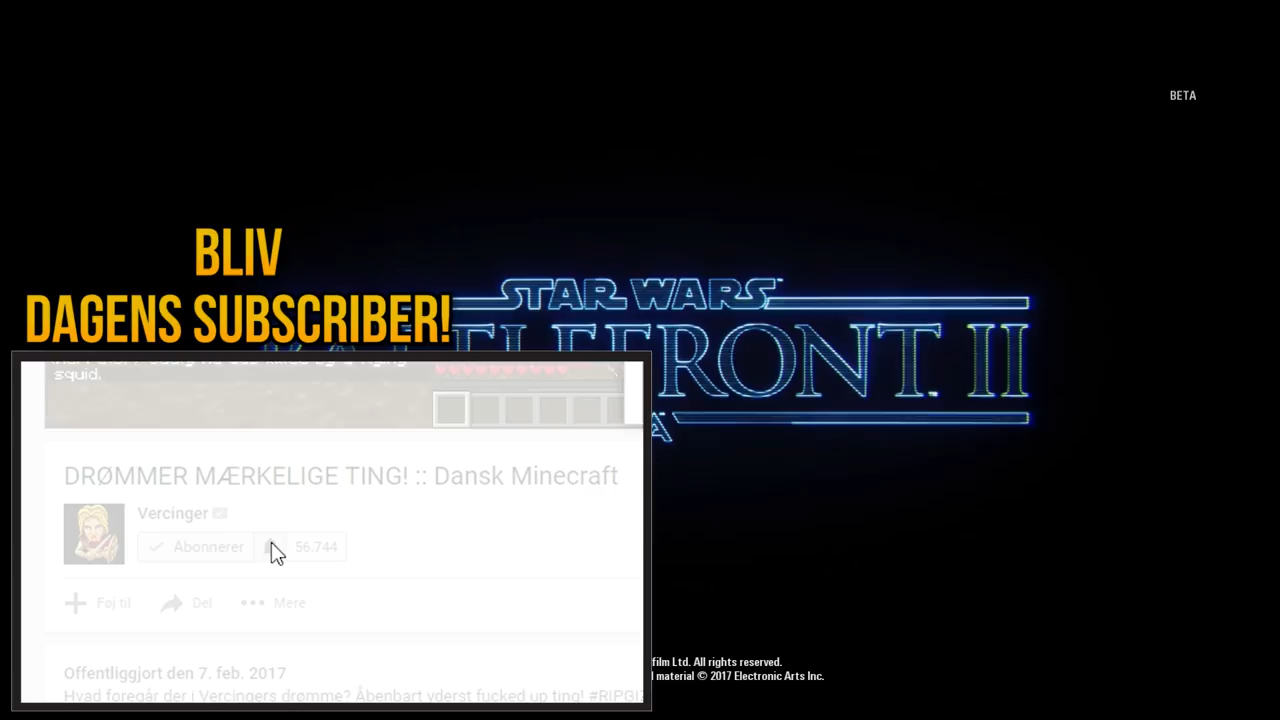 BETA
BLIV
DAGENS SUBSCRIBER!
STAR WARS
FRONT II
squid.
DRØMMER MÆRKELIGE TING! :: Dansk Minecraft
Vercinger
Abonnerer 56.744
Føj til Del Mere
film Ltd. All rights reserved.
material © 2017 Electronic Arts Inc.
Offentliggjort den 7. feb. 2017
Hvad foregår der i Vercingers drømme? Åbenbart yderst fucked up ting!